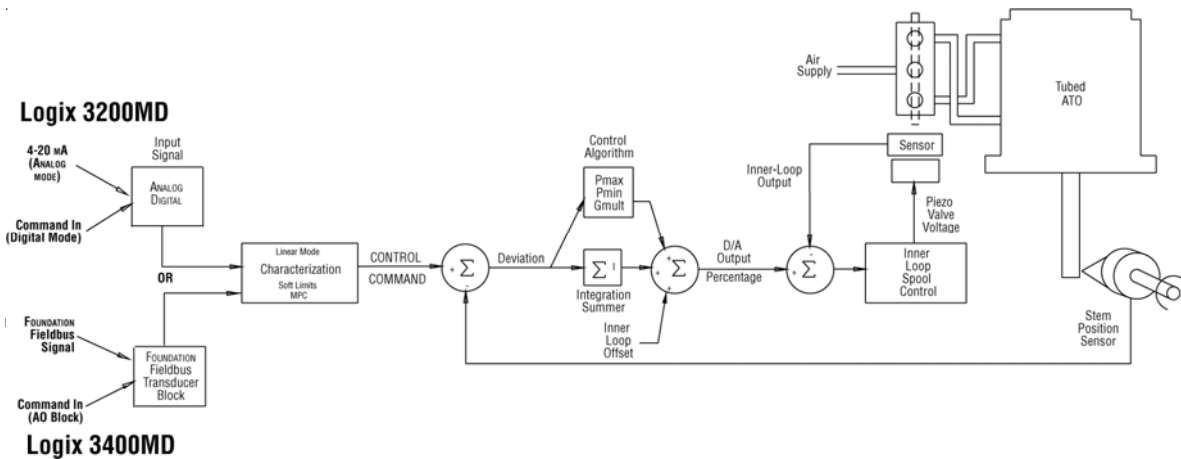 Logix 3200MD
4-20 MA
(ANALOG
MODE)
Command In
(Digital Mode)
Input
Signal
ANALOG
DIGITAL
OR
FOUNDATION
Fieldbus
Signal
Command In
(AO Block)
FOUNDATION
Fieldbus
Transducer
Block
Logix 3400MD
Linear Mode
Characterization
Soft Limits
MPC
CONTROL
COMMAND
+
Σ
-
Deviation
Control
Algorithm
Pmax
Pmin
Gmult
Σ I
Integration
Summer
Inner
Loop
Offset
+
+
+
Σ
D/A
Output
Percentage
Inner-Loop
Output
-
+
Σ
Inner
Loop
Spool
Control
Piezo
Valve
Voltage
Sensor
Air
Supply
Tubed
ATO
Stem
Position
Sensor